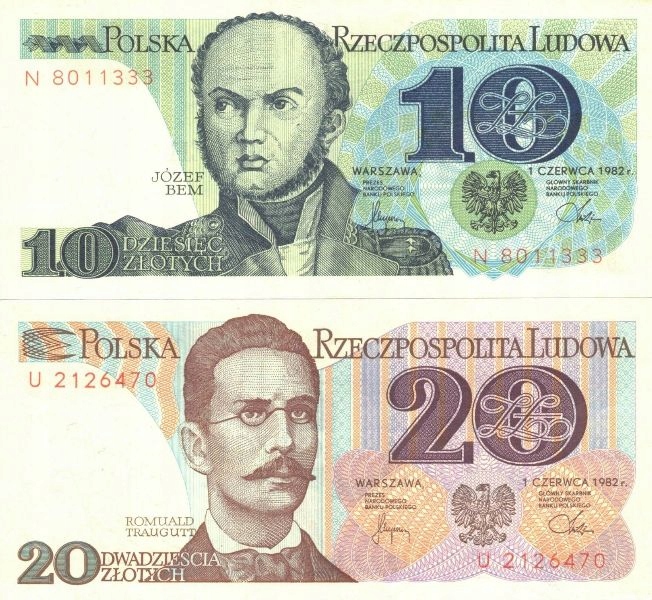 POLSKA RZECZPOSPOLITA LUDOWA
N 8011333
10
JÓZEF
BEM
WARSZAWA, 1 CZERWCA 1982 r.
PREZES
NARODOWEGO
BANKU POLSKIEGO
GŁÓWNY SKARBNIK
NARODOWEGO
BANKU POLSKIEGO
10 DZIESIĘĆ
ZŁOTYCH
N 8011333
POLSKA RZECZPOSPOLITA LUDOWA
U 2126470
20
WARSZAWA, 1 CZERWCA 1982 r.
PREZES
NARODOWEGO
BANKU POLSKIEGO
GŁÓWNY SKARBNIK
NARODOWEGO
BANKU POLSKIEGO
ROMUALD
TRAUGUTT
20 DWADZIEŚCIA
ZŁOTYCH
U 2126470